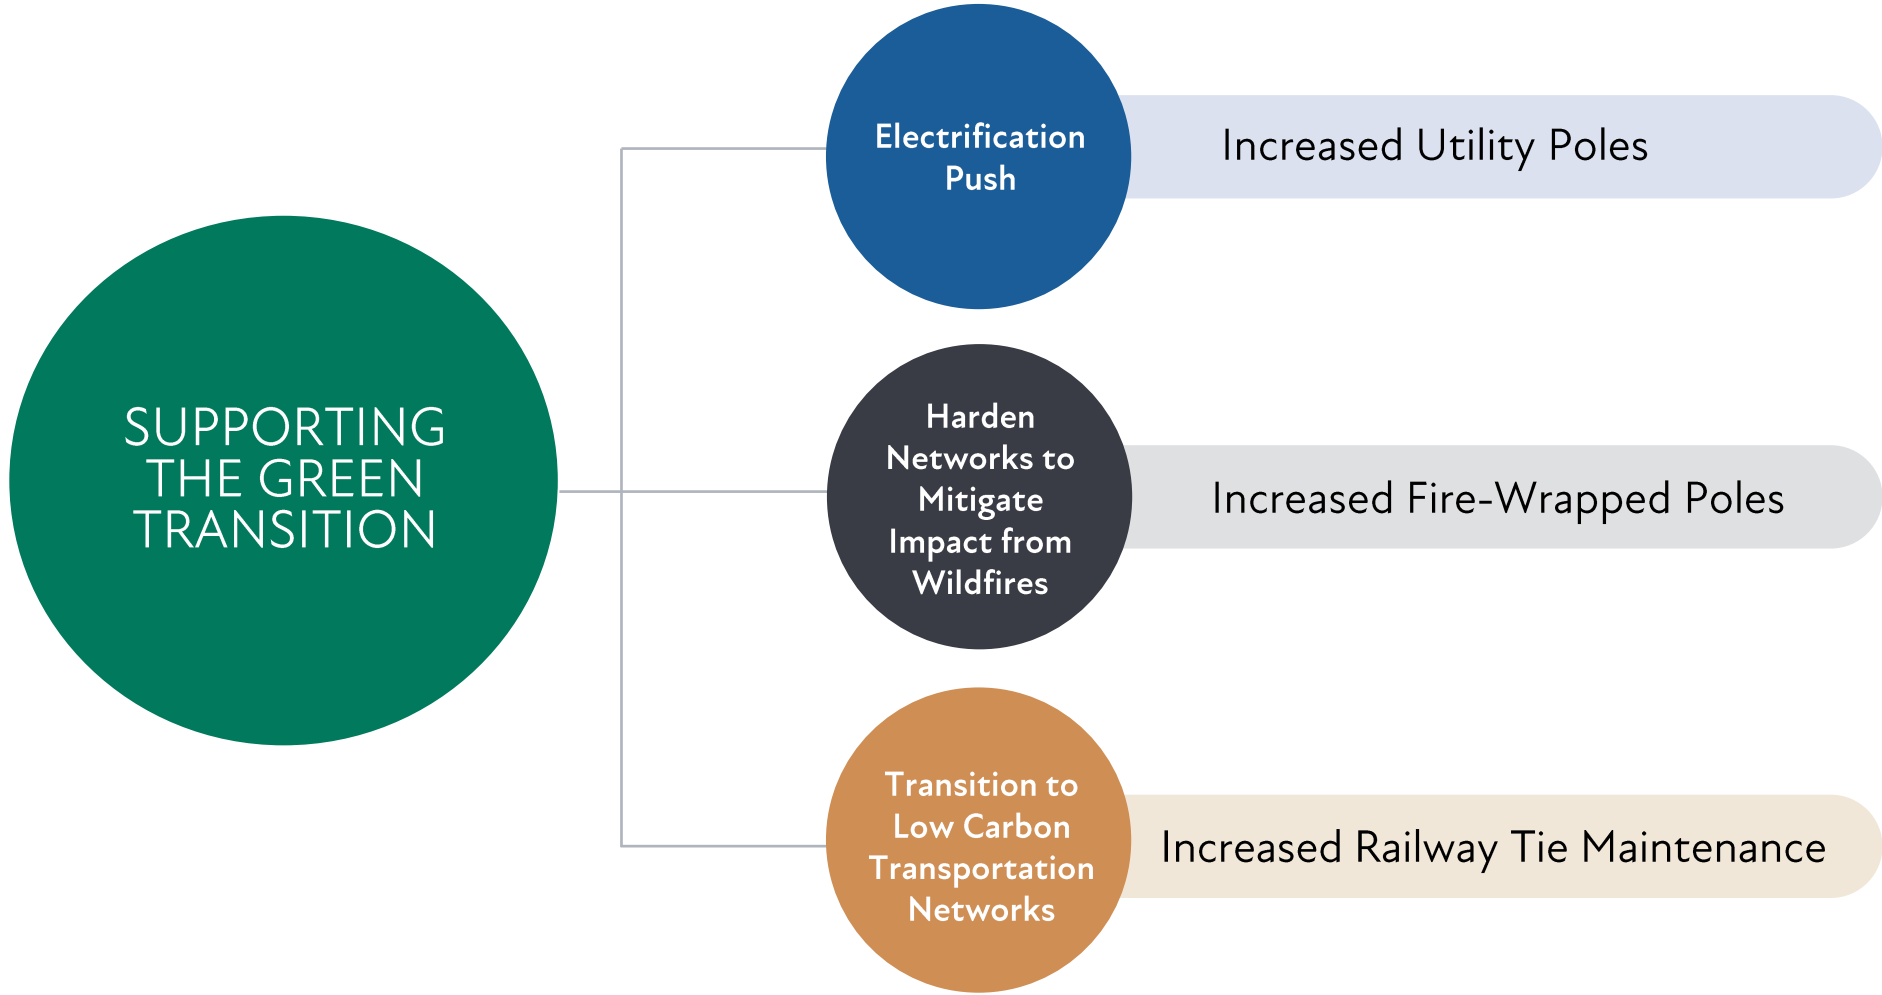 SUPPORTING
THE GREEN
TRANSITION
Electrification
Push
Increased Utility Poles
Harden
Networks to
Mitigate
Impact from
Wildfires
Increased Fire-Wrapped Poles
Transition to
Low Carbon
Transportation
Networks
Increased Railway Tie Maintenance